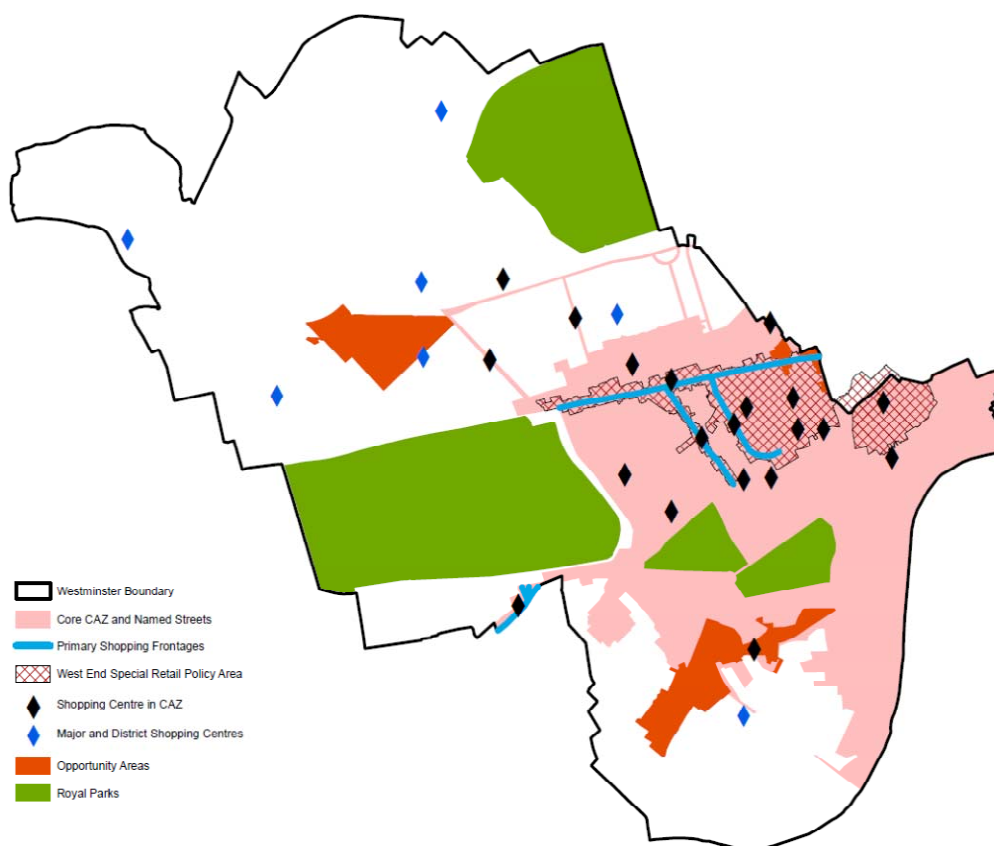 Westminster Boundary
Core CAZ and Named Streets
Primary Shopping Frontages
West End Special Retail Policy Area
Shopping Centre in CAZ
Major and District Shopping Centres
Opportunity Areas
Royal Parks